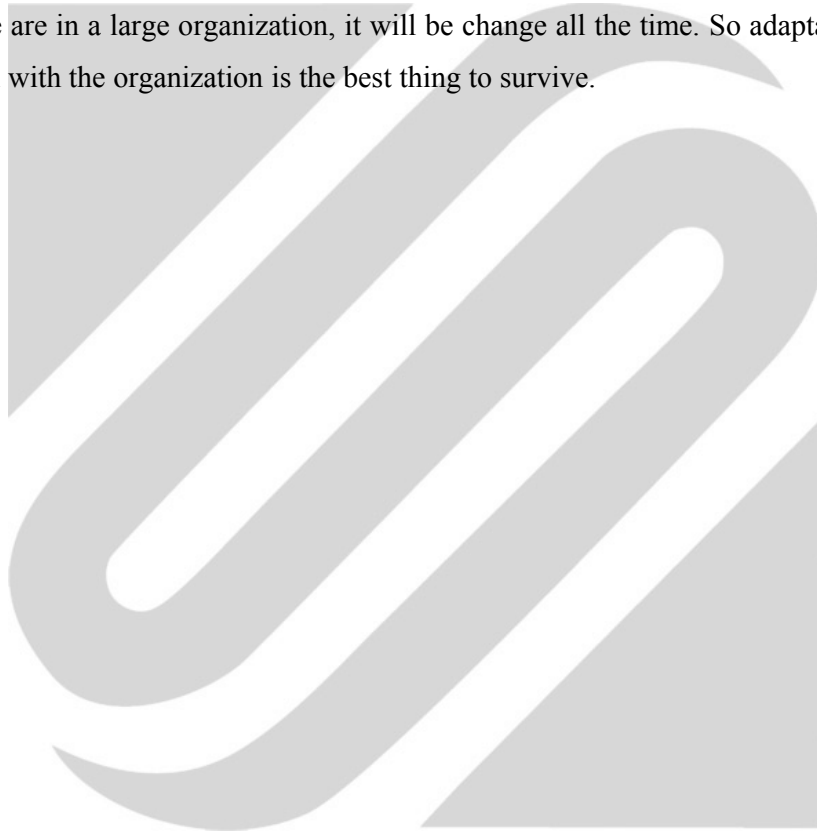 are in a large organization, it will be change all the time. So
with the organization is the best thing to survive.